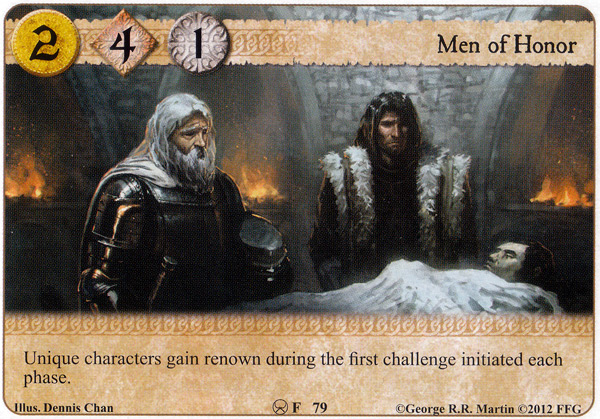 2 4 1 Men of Honor
Unique characters gain renown during the first challenge initiated each
phase.
Illus. Dennis Chan F 79 ©George R.R. Martin ©2012 FFG